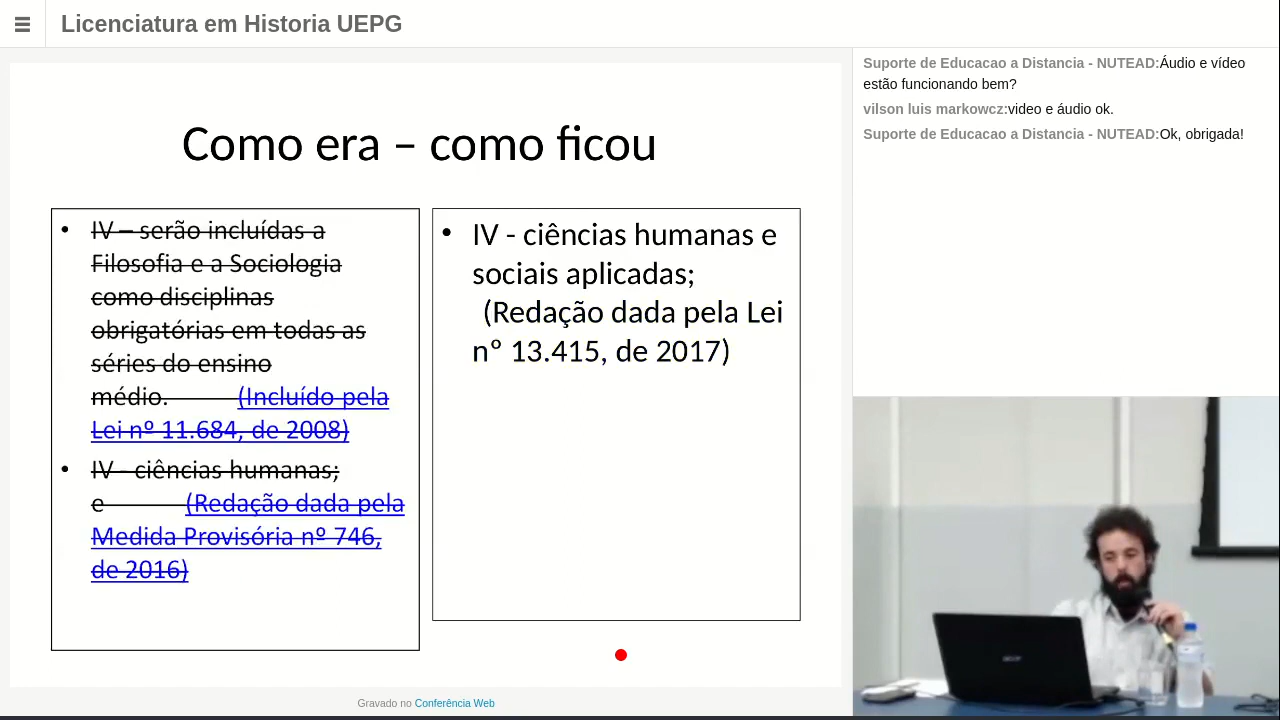 Licenciatura em Historia UEPG
Como era – como ficou
• IV – serão incluídas a
Filosofia e a Sociologia
como disciplinas
obrigatórias em todas as
séries do ensino
médio. (Incluído pela
Lei nº 11.684, de 2008)
• IV - ciências humanas;
e (Redação dada pela
Medida Provisória nº 746,
de 2016)
• IV - ciências humanas e
sociais aplicadas;
(Redação dada pela Lei
nº 13.415, de 2017)
Gravado no Conferência Web
Suporte de Educacao a Distancia - NUTEAD:Áudio e vídeo
estão funcionando bem?
vilson luis markowcz:video e áudio ok.
Suporte de Educacao a Distancia - NUTEAD:Ok, obrigada!
acer